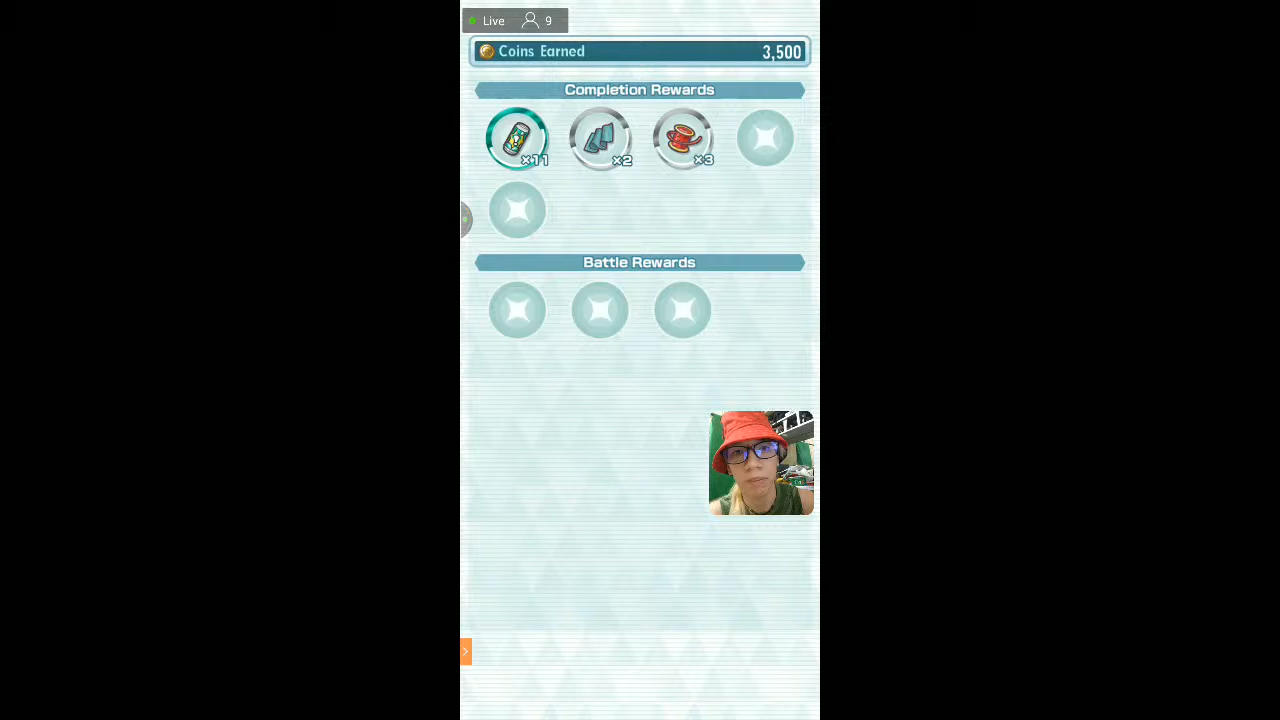 Live 9
Coins Earned 3,500
Completion Rewards
×11 ×2 ×3
Battle Rewards